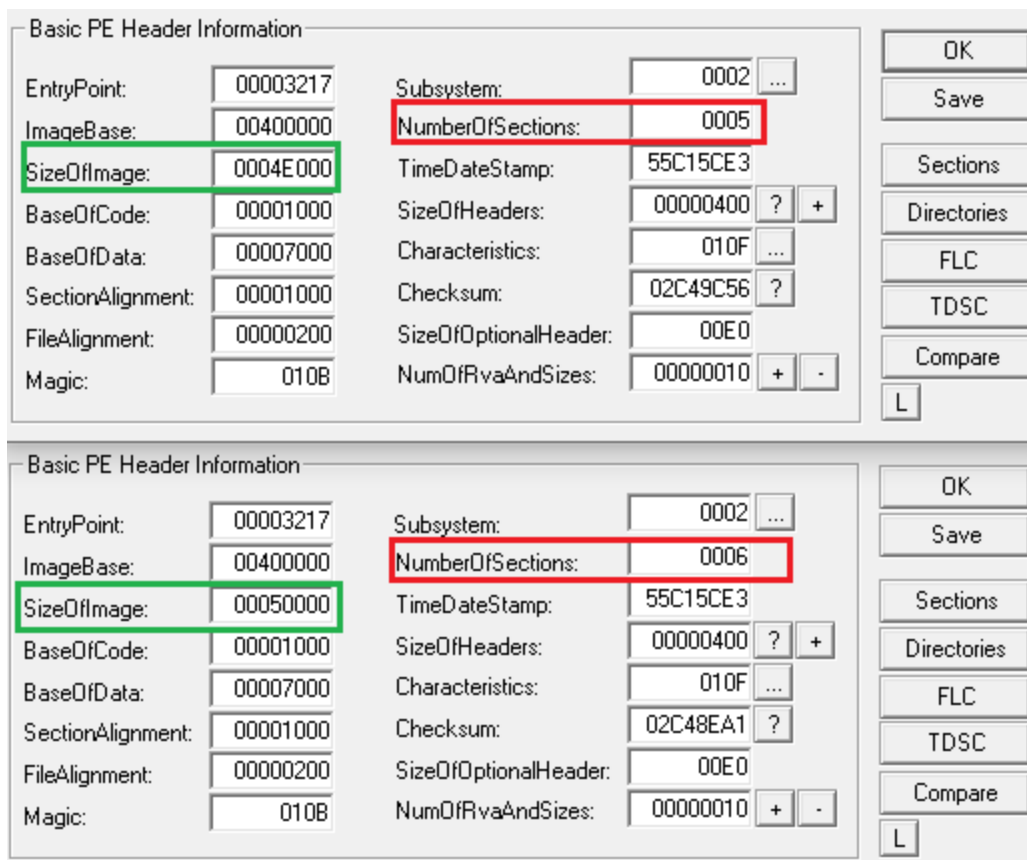 Basic PE Header Information
EntryPoint: 00003217 Subsystem: 0002 ... OK
ImageBase: 00400000 NumberOfSections: 0005 Save
SizeOfImage: 0004E000 TimeDateStamp: 55C15CE3 Sections
BaseOfCode: 00001000 SizeOfHeaders: 00000400 ? + Directories
BaseOfData: 00007000 Characteristics: 010F ... FLC
SectionAlignment: 00001000 Checksum: 02C49C56 ? TDSC
FileAlignment: 00000200 SizeOfOptionalHeader: 00E0 Compare
Magic: 010B NumOfRvaAndSizes: 00000010 + - L
Basic PE Header Information
EntryPoint: 00003217 Subsystem: 0002 ... OK
ImageBase: 00400000 NumberOfSections: 0006 Save
SizeOfImage: 00050000 TimeDateStamp: 55C15CE3 Sections
BaseOfCode: 00001000 SizeOfHeaders: 00000400 ? + Directories
BaseOfData: 00007000 Characteristics: 010F ... FLC
SectionAlignment: 00001000 Checksum: 02C48EA1 ? TDSC
FileAlignment: 00000200 SizeOfOptionalHeader: 00E0 Compare
Magic: 010B NumOfRvaAndSizes: 00000010 + - L